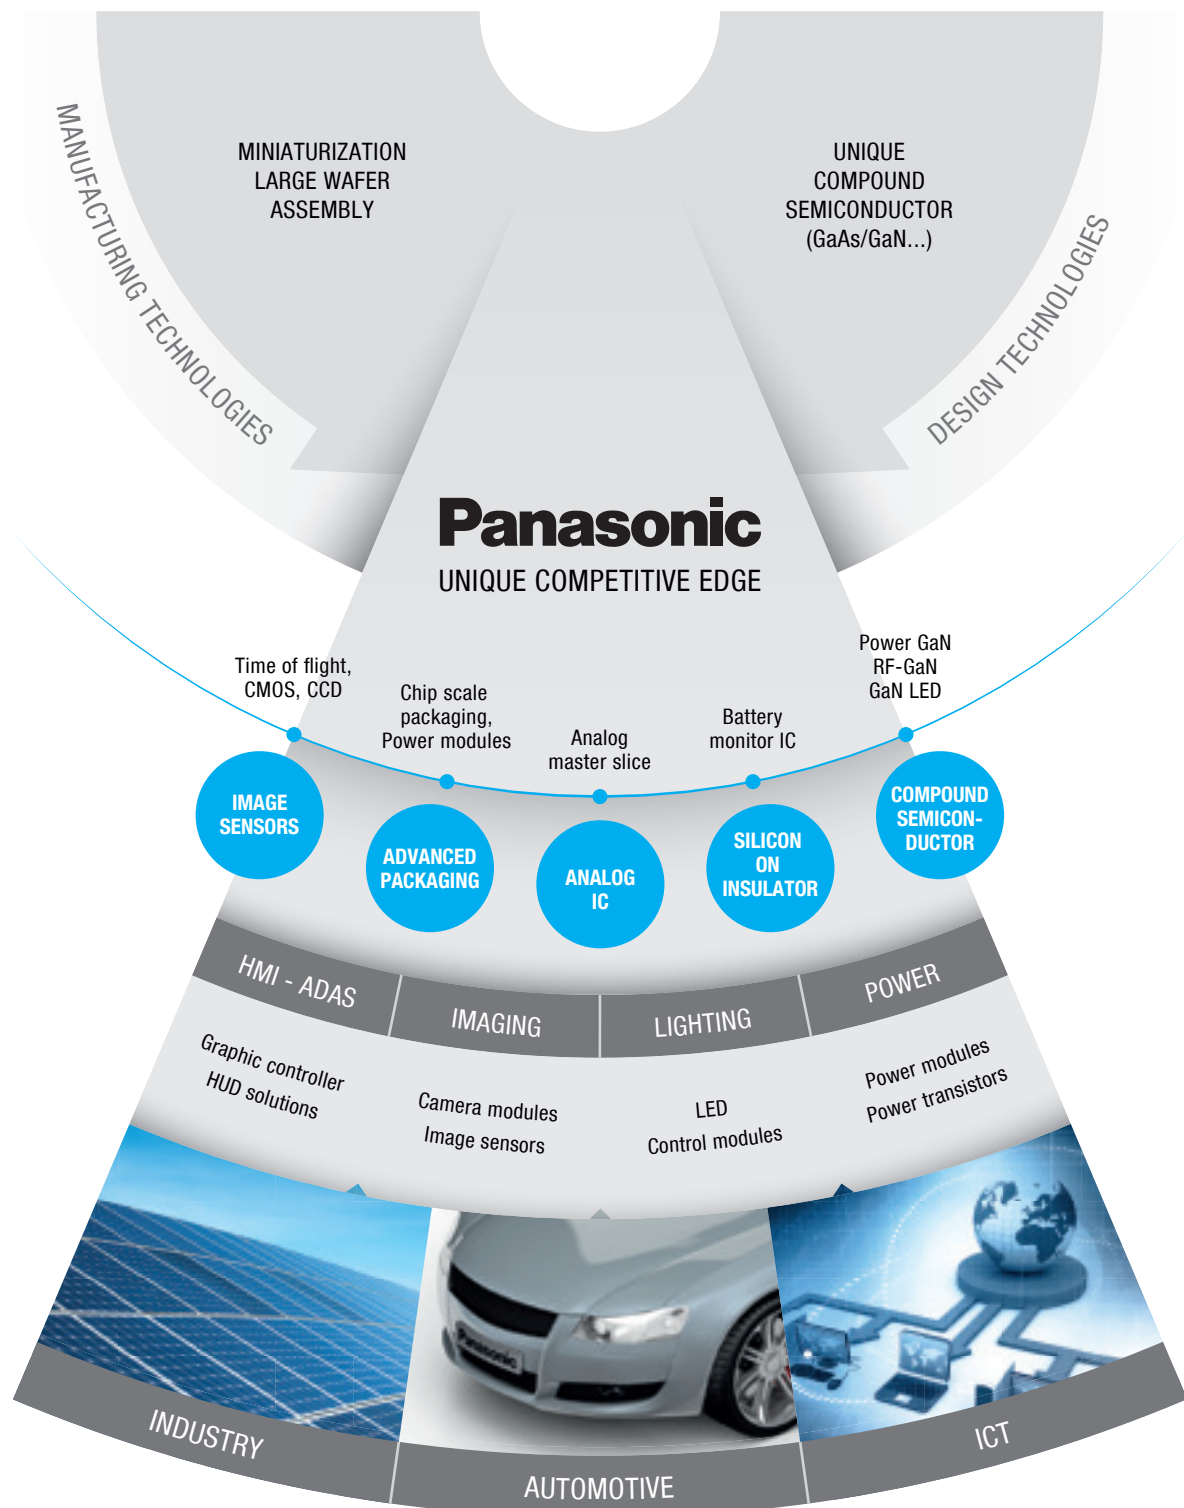 MANUFACTURING TECHNOLOGIES
MINIATURIZATION
LARGE WAFER
ASSEMBLY
UNIQUE
COMPOUND
SEMICONDUCTOR
(GaAs/GaN...)
DESIGN TECHNOLOGIES
Panasonic
UNIQUE COMPETITIVE EDGE
Time of flight,
CMOS, CCD
Chip scale
packaging,
Power modules
Analog
master slice
Battery
monitor IC
Power GaN
RF-GaN
GaN LED
IMAGE
SENSORS
ADVANCED
PACKAGING
ANALOG
IC
SILICON
ON
INSULATOR
COMPOUND
SEMICON-
DUCTOR
HMI - ADAS
IMAGING
LIGHTING
POWER
Graphic controller
HUD solutions
Camera modules
Image sensors
LED
Control modules
Power modules
Power transistors
Panasonic
INDUSTRY
AUTOMOTIVE
ICT